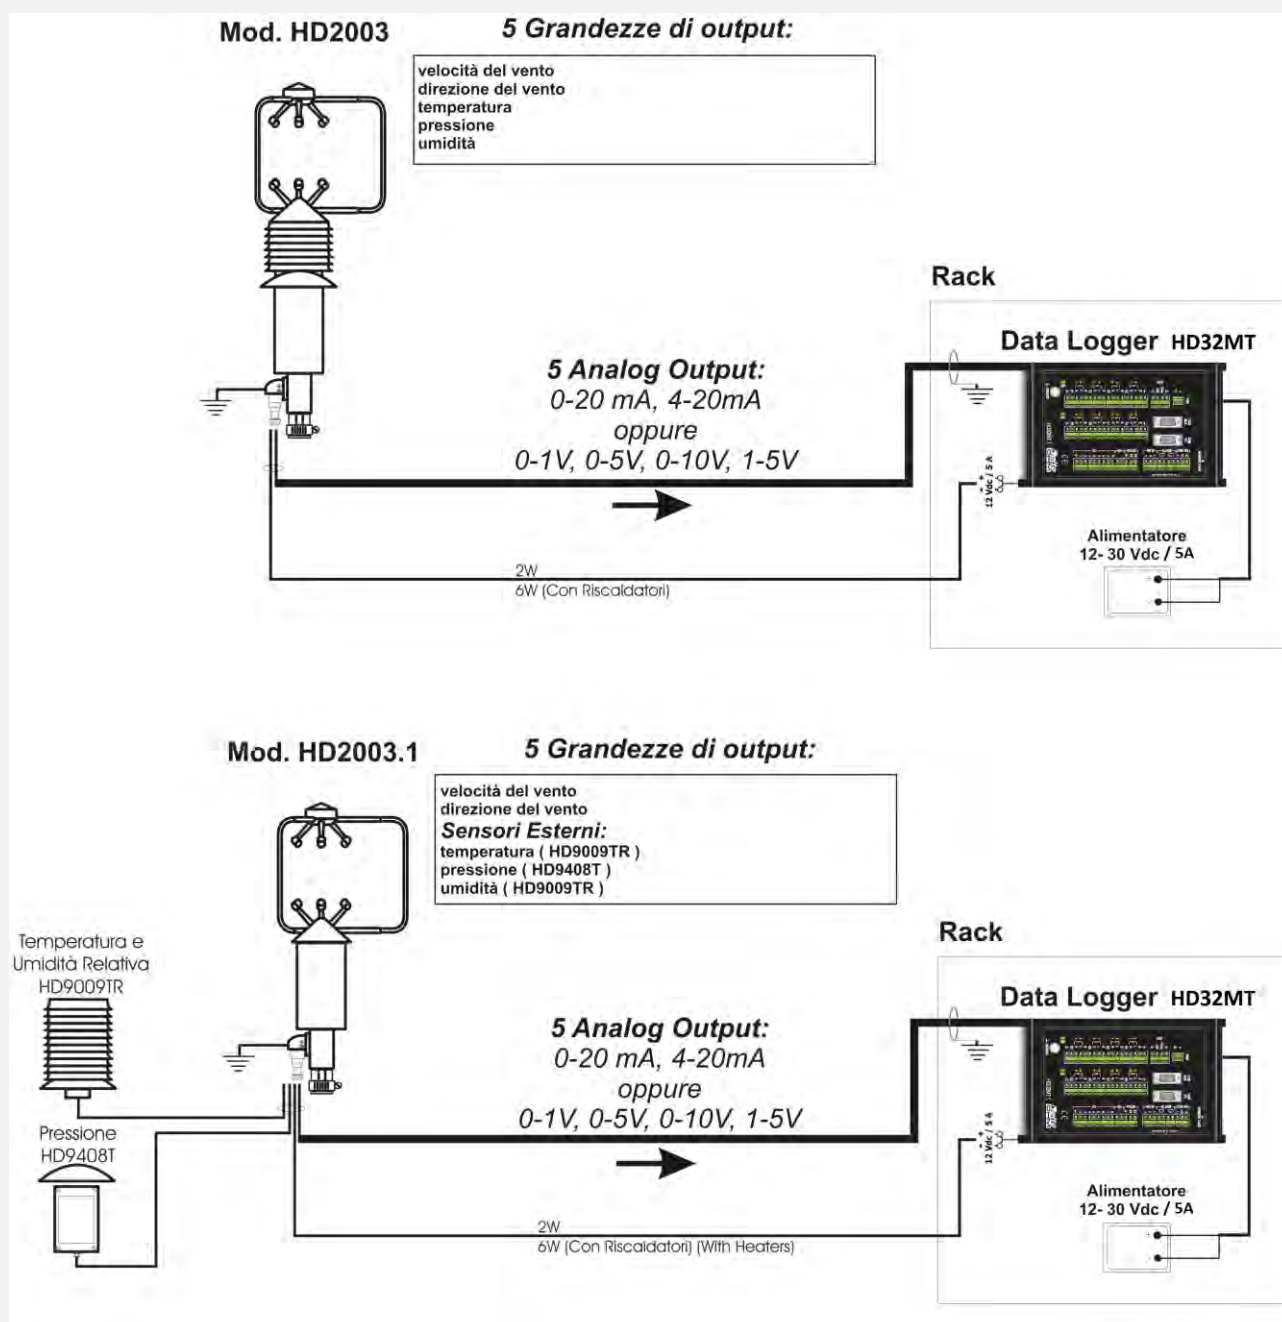 Mod. HD2003
5 Grandezze di output:
velocità del vento
direzione del vento
temperatura
pressione
umidità
Rack
Data Logger HD32MT
5 Analog Output:
0-20 mA, 4-20mA
oppure
0-1V, 0-5V, 0-10V, 1-5V
12 Vdc / 5 A
Alimentatore
12- 30 Vdc / 5A
2W
6W (Con Riscaldatori)
Mod. HD2003.1
5 Grandezze di output:
velocità del vento
direzione del vento
Sensori Esterni:
temperatura ( HD9009TR )
pressione ( HD9408T )
umidità ( HD9009TR )
Temperatura e
Umidità Relativa
HD9009TR
Rack
Data Logger HD32MT
5 Analog Output:
0-20 mA, 4-20mA
oppure
0-1V, 0-5V, 0-10V, 1-5V
Pressione
HD9408T
12 Vdc / 5 A
Alimentatore
12- 30 Vdc / 5A
2W
6W (Con Riscaldatori) (With Heaters)